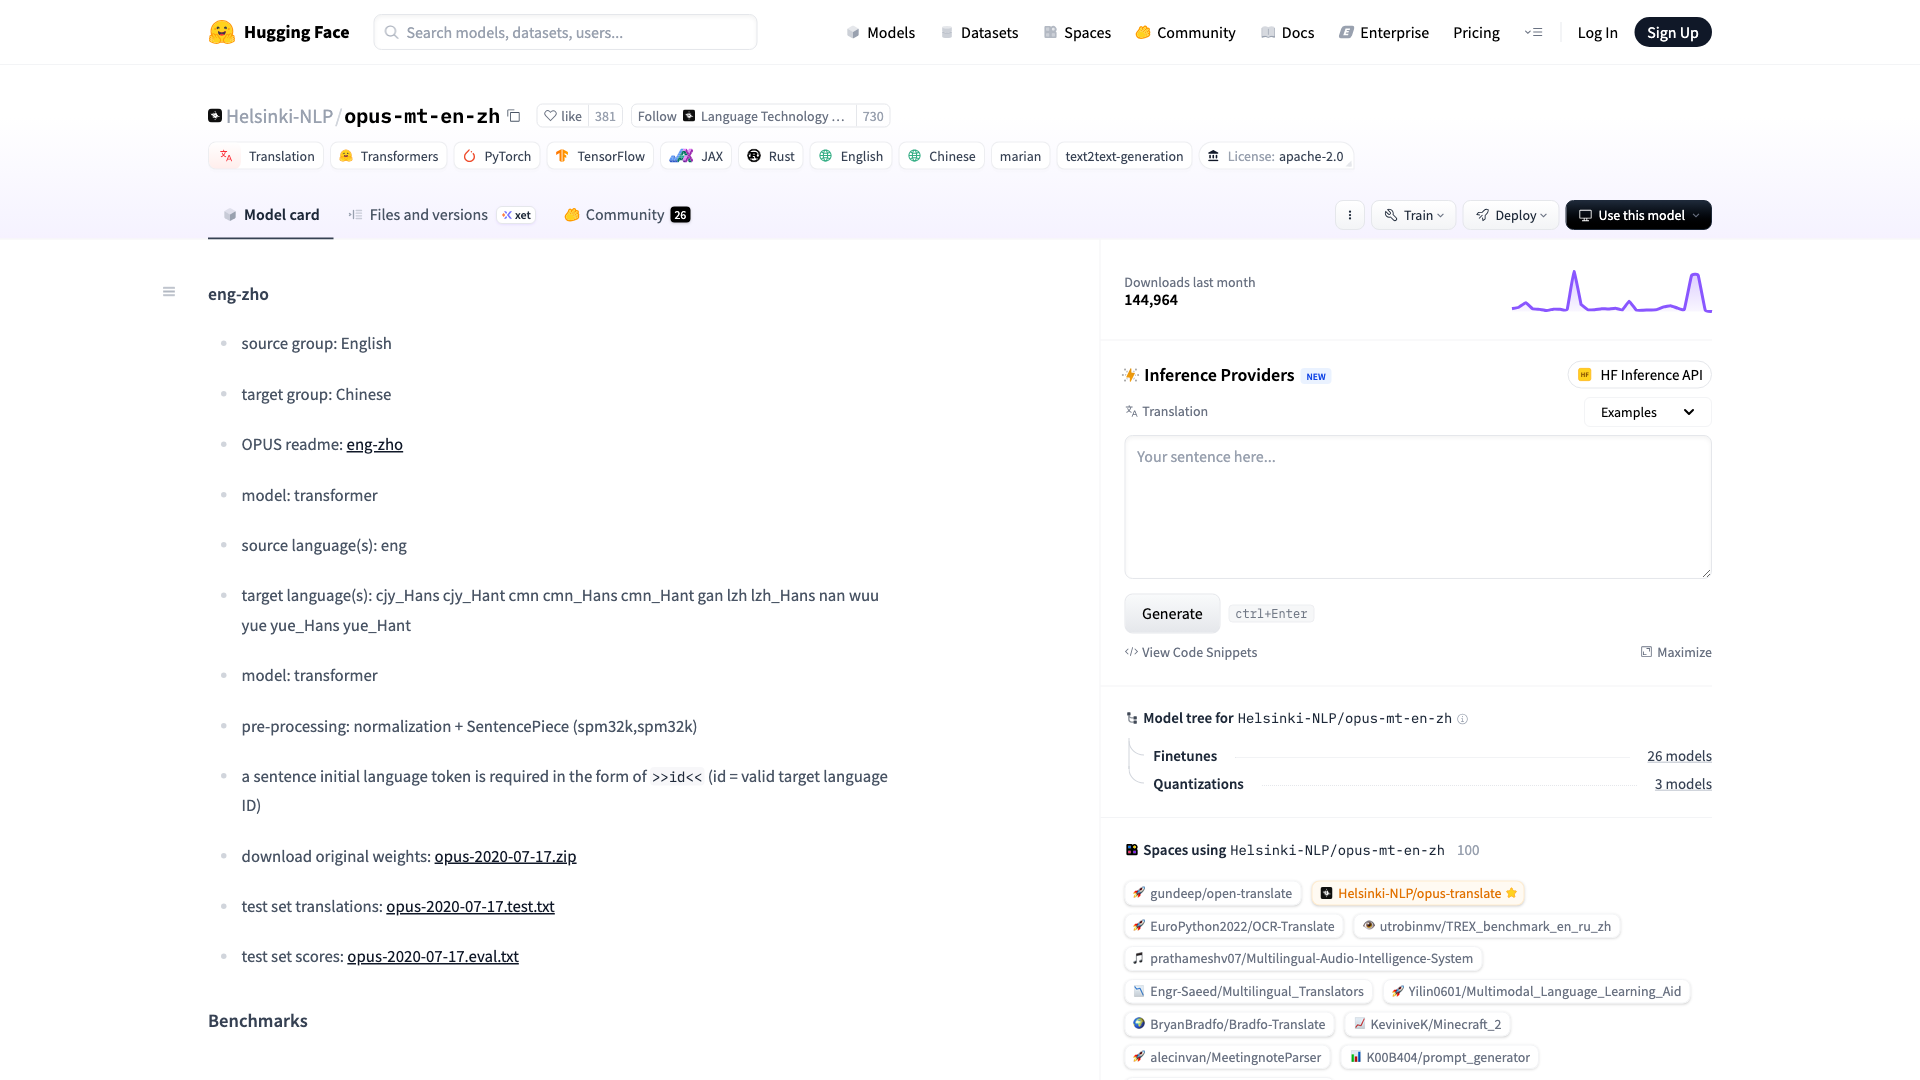 Hugging Face
Search models, datasets, users...
Models
Datasets
Spaces
Community
Docs
Enterprise
Pricing
Log In
Sign Up
Helsinki-NLP/opus-mt-en-zh
like 381
Follow Language Technology ... 730
Translation
Transformers
PyTorch
TensorFlow
JAX
Rust
English
Chinese
marian
text2text-generation
License: apache-2.0
Model card
Files and versions
xet
Community 26
Train
Deploy
Use this model
eng-zho
source group: English
target group: Chinese
OPUS readme: eng-zho
model: transformer
source language(s): eng
target language(s): cjy_Hans cjy_Hant cmn cmn_Hans cmn_Hant gan lzh lzh_Hans nan wuu
yue yue_Hans yue_Hant
model: transformer
pre-processing: normalization + SentencePiece (spm32k,spm32k)
a sentence initial language token is required in the form of >>id<< (id = valid target language
ID)
download original weights: opus-2020-07-17.zip
test set translations: opus-2020-07-17.test.txt
test set scores: opus-2020-07-17.eval.txt
Benchmarks
Downloads last month
144,964
Inference Providers NEW
HF HF Inference API
Translation
Examples
Your sentence here...
Generate
ctrl+Enter
View Code Snippets
Maximize
Model tree for Helsinki-NLP/opus-mt-en-zh
Finetunes
26 models
Quantizations
3 models
Spaces using Helsinki-NLP/opus-mt-en-zh 100
gundeep/open-translate
Helsinki-NLP/opus-translate
EuroPython2022/OCR-Translate
utrobinmv/TREX_benchmark_en_ru_zh
prathameshv07/Multilingual-Audio-Intelligence-System
Engr-Saeed/Multilingual_Translators
Yilin0601/Multimodal_Language_Learning_Aid
BryanBradfo/Bradfo-Translate
KeviniveK/Minecraft_2
alecinvan/MeetingnoteParser
K00B404/prompt_generator